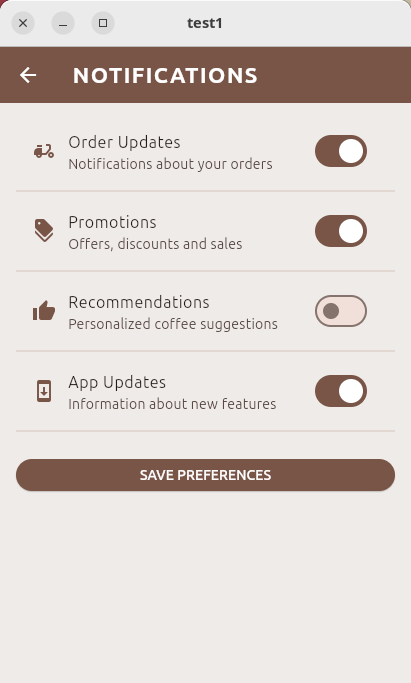 test1
NOTIFICATIONS
Order Updates
Notifications about your orders
Promotions
Offers, discounts and sales
Recommendations
Personalized coffee suggestions
App Updates
Information about new features
SAVE PREFERENCES